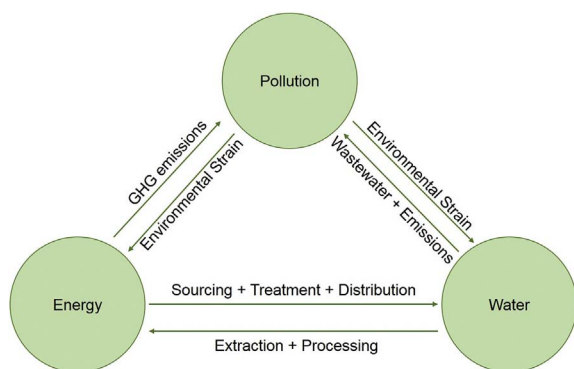 Pollution
GHG emissions
Environmental Strain
Environmental Strain
Wastewater + Emissions
Energy
Sourcing + Treatment + Distribution
Water
Extraction + Processing